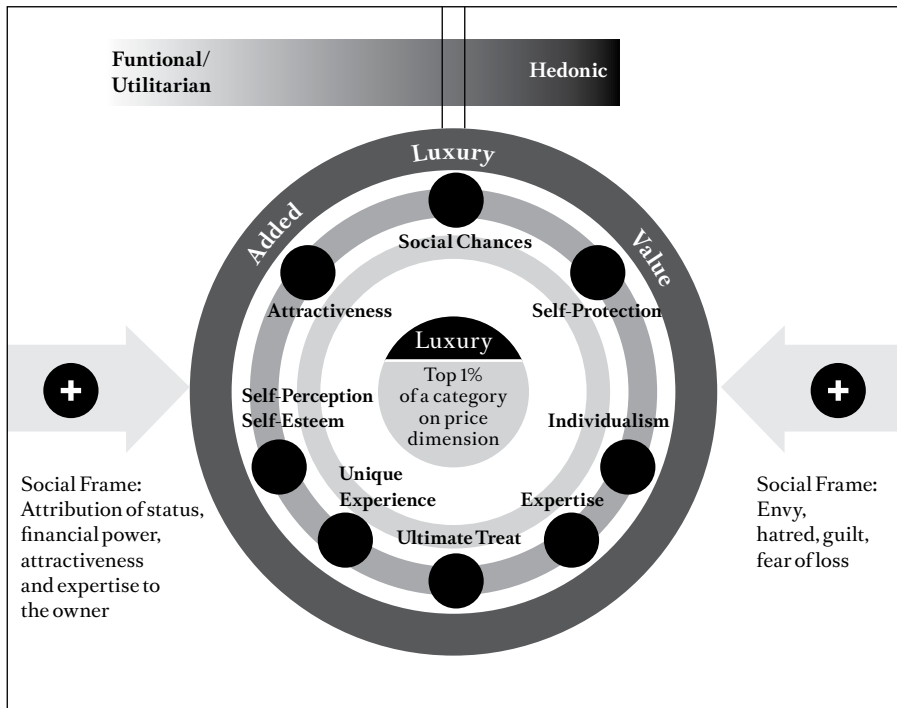 Funtional/
Utilitarian
Hedonic
Added
Luxury
Value
Social Chances
Attractiveness
Self-Protection
Luxury
Top 1%
of a category
on price
dimension
Self-Perception
Self-Esteem
Individualism
Unique
Experience
Expertise
Ultimate Treat
Social Frame:
Attribution of status,
financial power,
attractiveness
and expertise to
the owner
Social Frame:
Envy,
hatred, guilt,
fear of loss